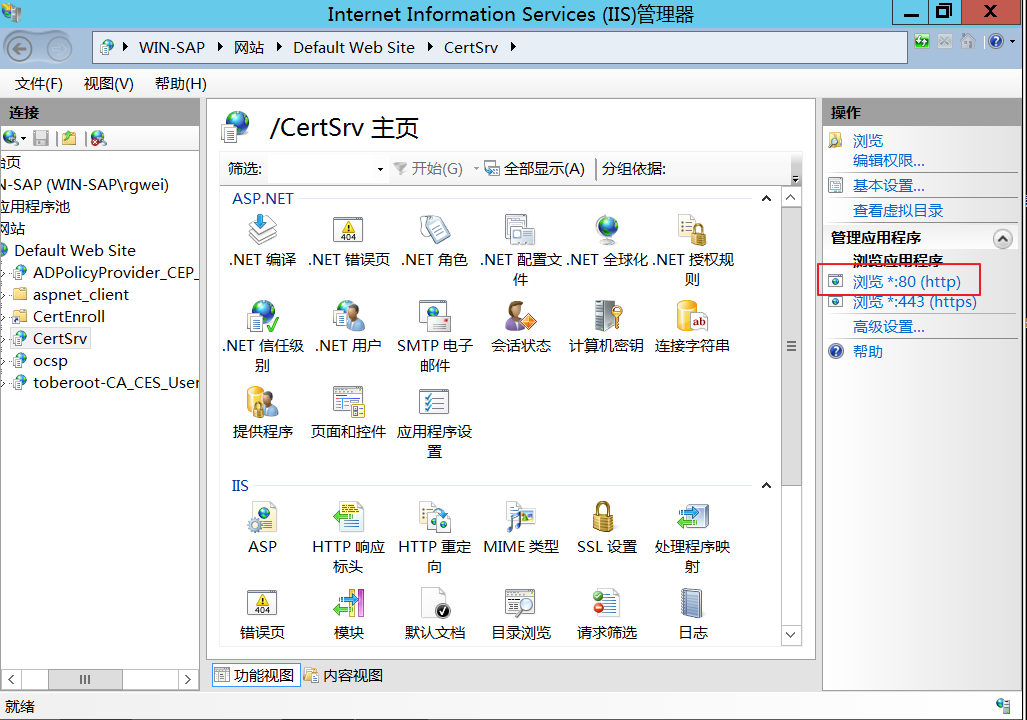 Internet Information Services (IIS)管理器
WIN-SAP 网站 Default Web Site CertSrv
文件(F) 视图(V) 帮助(H)
连接
始页
N-SAP (WIN-SAP\rgwei)
应用程序池
网站
Default Web Site
ADPolicyProvider_CEP_
aspnet_client
CertEnroll
CertSrv
ocsp
toberoot-CA_CES_User
/CertSrv 主页
筛选: 开始(G) 全部显示(A) 分组依据:
ASP.NET
.NET 编译
.NET 错误页
.NET 角色
.NET 配置文
件
.NET 全球化
.NET 授权规
则
.NET 信任级
别
.NET 用户
SMTP 电子
邮件
会话状态
计算机密钥
连接字符串
提供程序
页面和控件
应用程序设
置
IIS
ASP
HTTP 响应
标头
HTTP 重定
向
MIME 类型
SSL 设置
处理程序映
射
404
错误页
模块
默认文档
目录浏览
请求筛选
日志
功能视图
内容视图
操作
浏览
编辑权限...
基本设置...
查看虚拟目录
管理应用程序
浏览应用程序
浏览 *:80 (http)
浏览 *:443 (https)
高级设置...
帮助
就绪